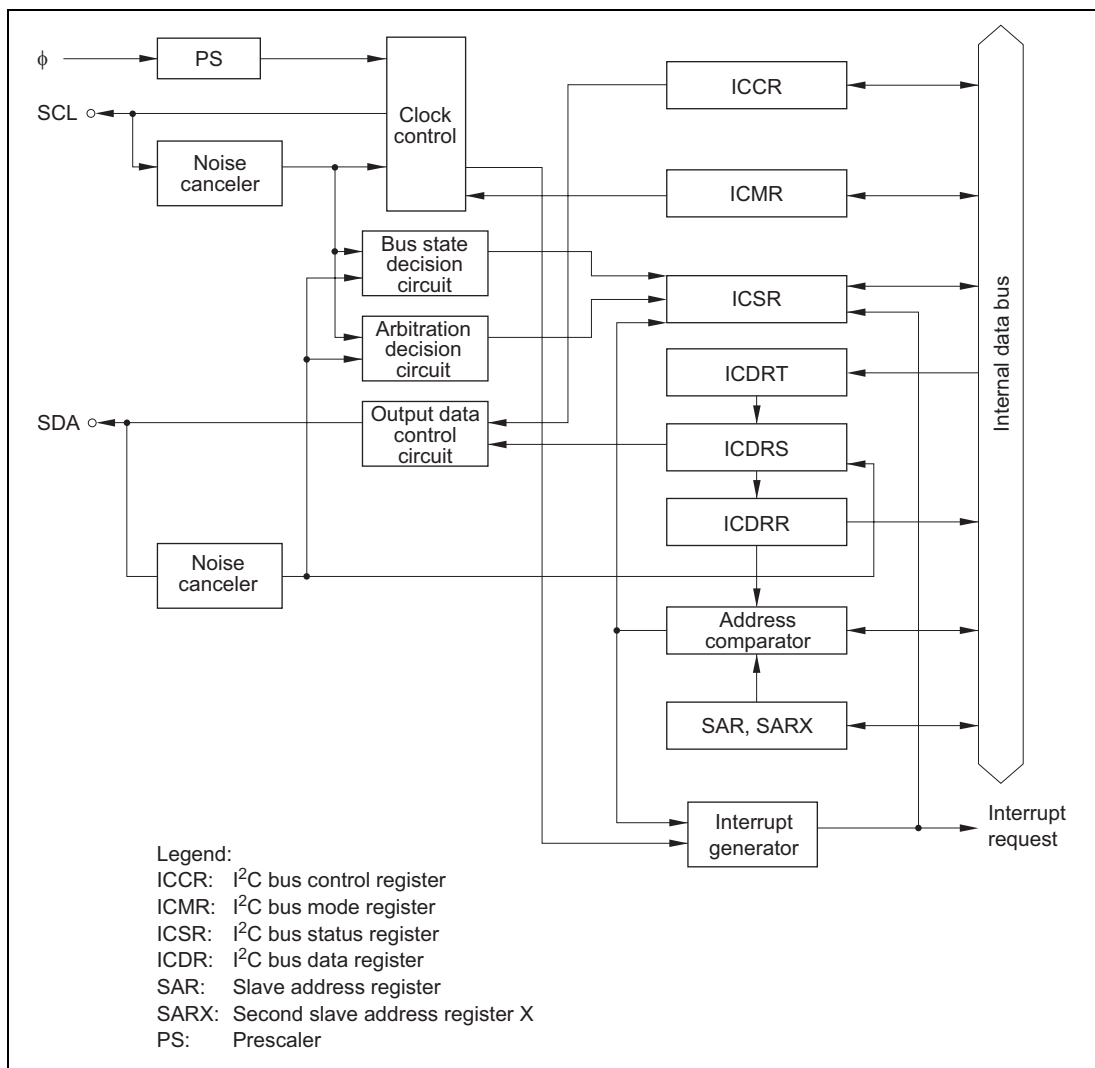 ϕ
PS
SCL
Clock
control
Noise
canceler
ICCR
ICMR
Bus state
decision
circuit
ICSR
Arbitration
decision
circuit
ICDRT
SDA
Output data
control
circuit
ICDRS
ICDRR
Noise
canceler
Address
comparator
SAR, SARX
Internal data bus
Interrupt
generator
Interrupt
request
Legend:
ICCR: I²C bus control register
ICMR: I²C bus mode register
ICSR: I²C bus status register
ICDR: I²C bus data register
SAR: Slave address register
SARX: Second slave address register X
PS: Prescaler